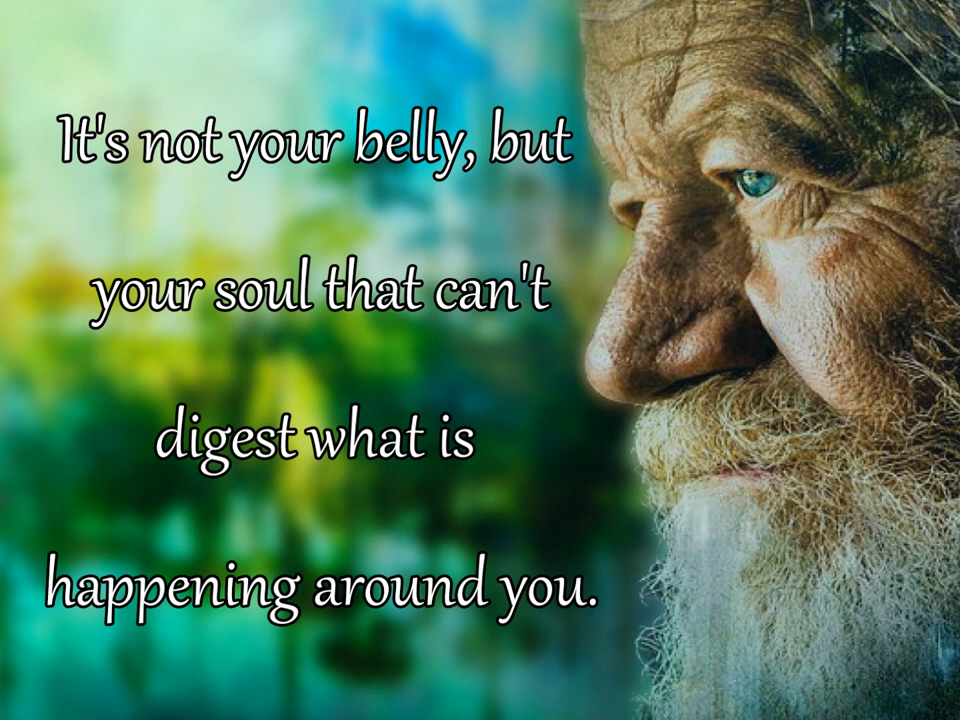 It's not your belly, but
your soul that can't
digest what is
happening around you.